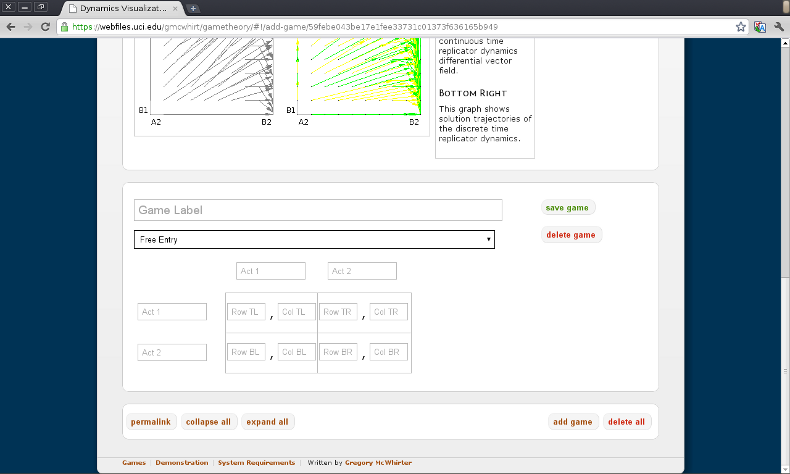 Dynamics Visualizat...
https://webfiles.uci.edu/gmcwhirt/gametheory/#!/add-game/59febe043be17e1fee33731c01373f636165b949
continuous time
replicator dynamics
differential vector
field.
B1
A2
B2
B1
A2
B2
Bottom Right
This graph shows
solution trajectories of
the discrete time
replicator dynamics.
Game Label
save game
Free Entry
delete game
Act 1
Act 2
Act 1
Row TL , Col TL
Row TR , Col TR
Act 2
Row BL , Col BL
Row BR , Col BR
permalink
collapse all
expand all
add game
delete all
Games | Demonstration | System Requirements | Written by Gregory McWhirter